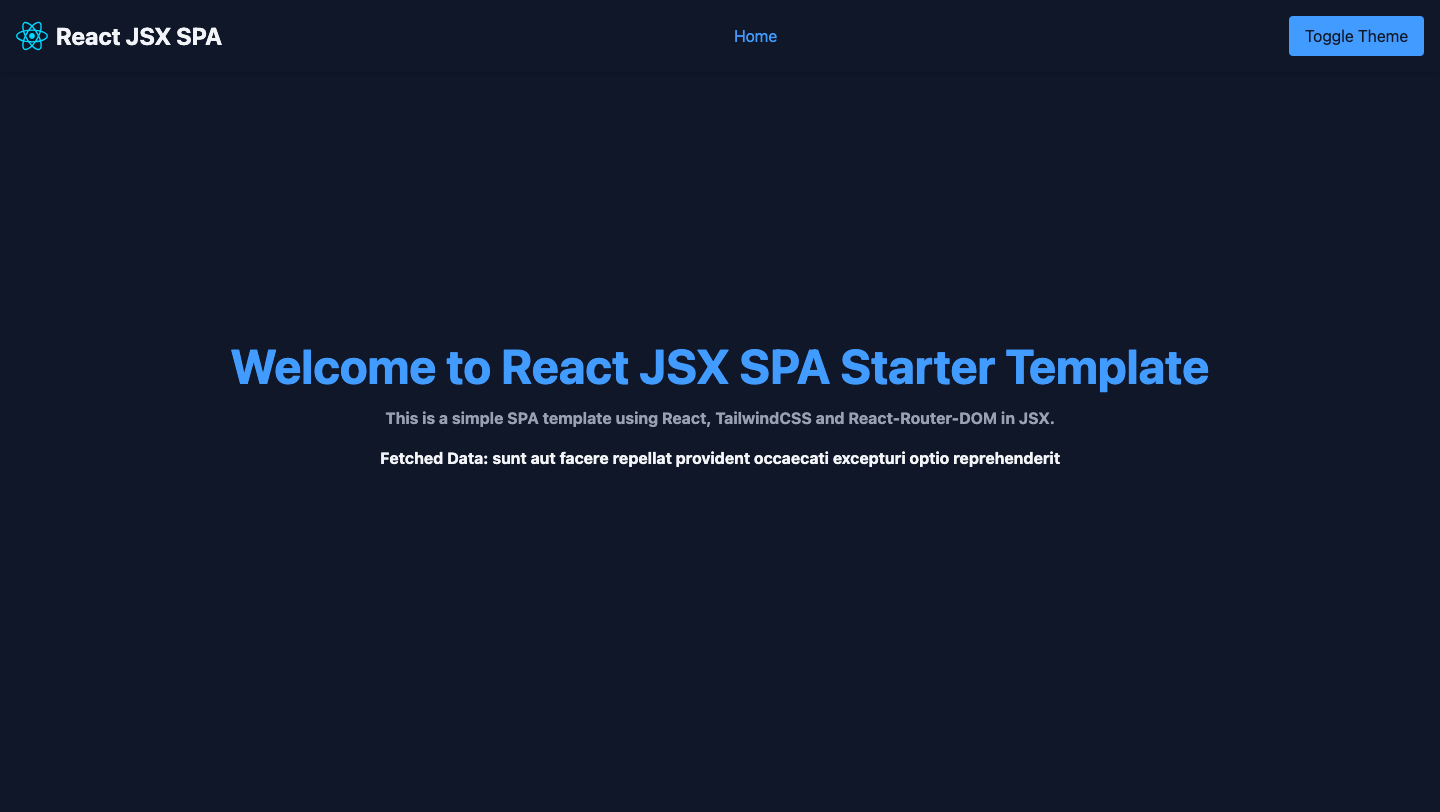 React JSX SPA
Home
Toggle Theme
Welcome to React JSX SPA Starter Template
This is a simple SPA template using React, TailwindCSS and React-Router-DOM in JSX.
Fetched Data: sunt aut facere repellat provident occaecati excepturi optio reprehenderit